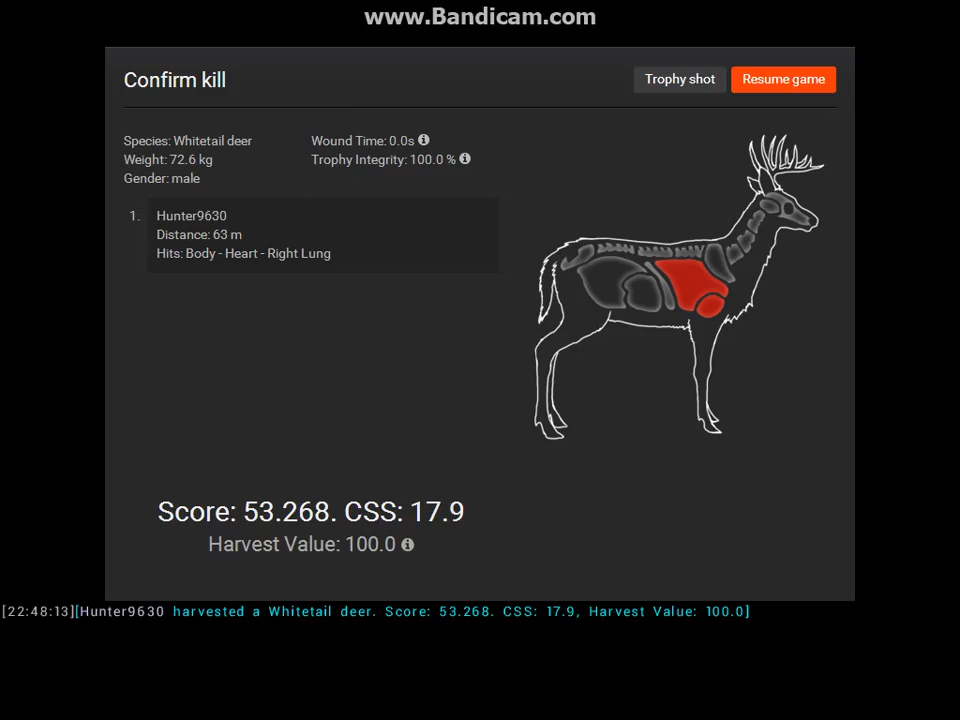 www.Bandicam.com
Confirm kill
Trophy shot
Resume game
Species: Whitetail deer
Wound Time: 0.0s
Weight: 72.6 kg
Trophy Integrity: 100.0 %
Gender: male
1.
Hunter9630
Distance: 63 m
Hits: Body - Heart - Right Lung
Score: 53.268. CSS: 17.9
Harvest Value: 100.0
[22:48:13][Hunter9630 harvested a Whitetail deer. Score: 53.268. CSS: 17.9, Harvest Value: 100.0]